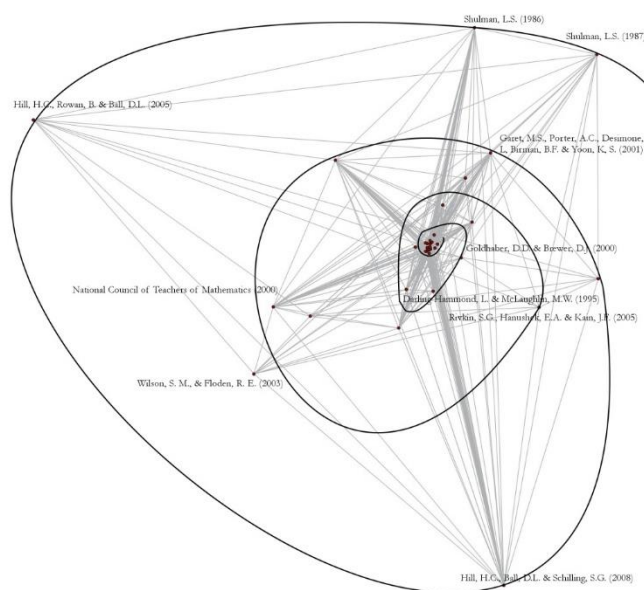 Shulman, L.S. (1986)
Shulman, L.S. (1987)
Hill, H.C., Rowan, B. & Ball, D.L. (2005)
Garet, M.S., Porter, A.C., Desimone,
L, Birman, B.F. & Yoon, K, S. (2001)
Goldhaber, D.D. & Brewer, D.J. (2000)
National Council of Teachers of Mathematics (2000)
Darling Hammond, L. & McLaughlin, M.W. (1995)
Rivkin, S.G., Hanushek, E.A. & Kain, J.F. (2005)
Wilson, S. M., & Floden, R. E. (2003)
Hill, H.C., Ball, D.L. & Schilling, S.G. (2008)